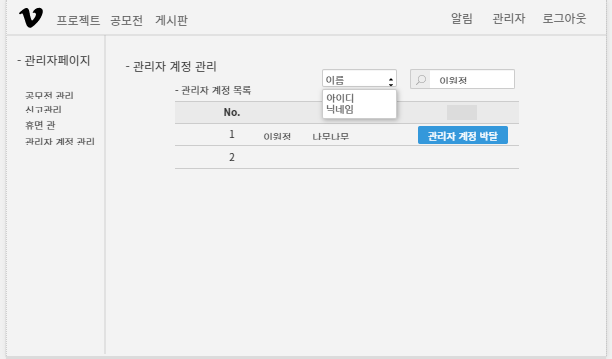 프로젝트 공모전 게시판 알림 관리자 로그아웃
- 관리자페이지
공모전 관리
신고관리
휴면 관
관리자 계정 관리
- 관리자 계정 관리
이름 이원정
아이디
닉네임
- 관리자 계정 목록
No.
1 이원정 나무나무 관리자 계정 박탈
2